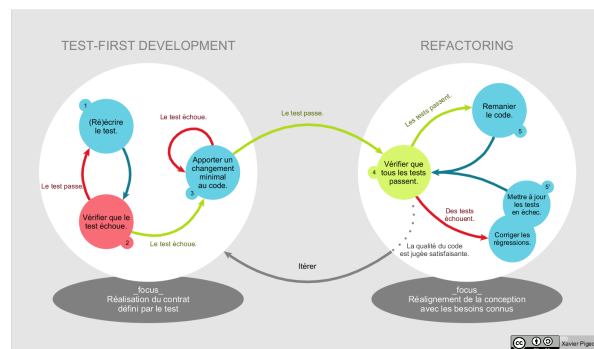 TEST-FIRST DEVELOPMENT
REFACTORING
1
(Ré)écrire
le test.
Le test passe.
Vérifier que le
test échoue.
2
Le test échoue.
Le test échoue.
Apporter un
changement
minimal
au code.
3
Le test passe.
4
Vérifier que
tous les tests
passent.
Les tests passent.
Remanier
le code.
5
5'
Mettre à jour
les tests
en échec.
Corriger les
régressions.
Des tests
échouent.
La qualité du code
est jugée satisfaisante.
Itérer
_focus_
Réalisation du contrat
défini par le test
_focus_
Réalignement de la conception
avec les besoins connus
cc
Xavier Pigeo